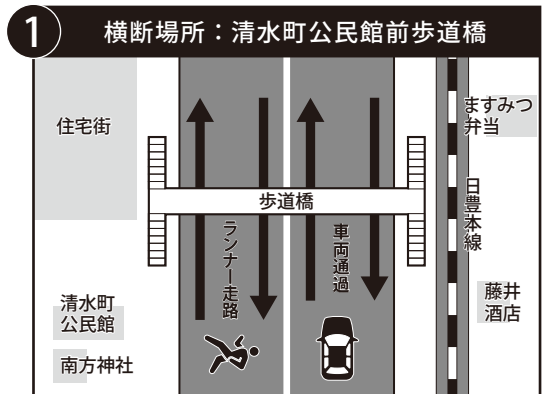 1
横断場所：清水町公民館前歩道橋
住宅街
ますみつ
弁当
歩道橋
日豊本線
ランナー走路
車両通過
清水町
公民館
藤井
酒店
南方神社